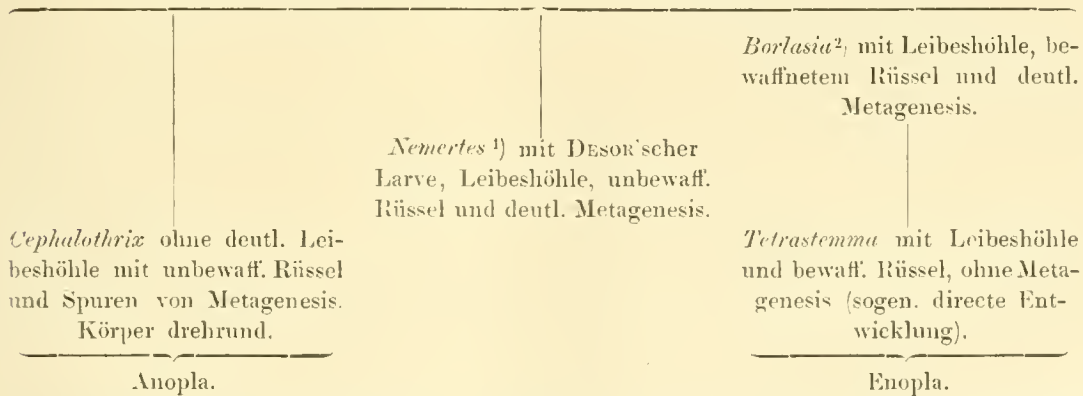 Borlasia²) mit Leibeshöhle, be-
waffnetem Rüssel und deutl.
Metagenesis.
Nemertes ¹) mit DESOR'scher
Larve, Leibeshöhle, unbewaff.
Rüssel und deutl. Metagenesis.
Cephalothrix ohne deutl. Lei-
beshöhle mit unbewaff. Rüssel
und Spuren von Metagenesis.
Körper drehrund.
Tetrastemma mit Leibeshöhle
und bewaff. Rüssel, ohne Meta-
genesis (sogen. directe Ent-
wicklung).
Anopla.
Enopla.